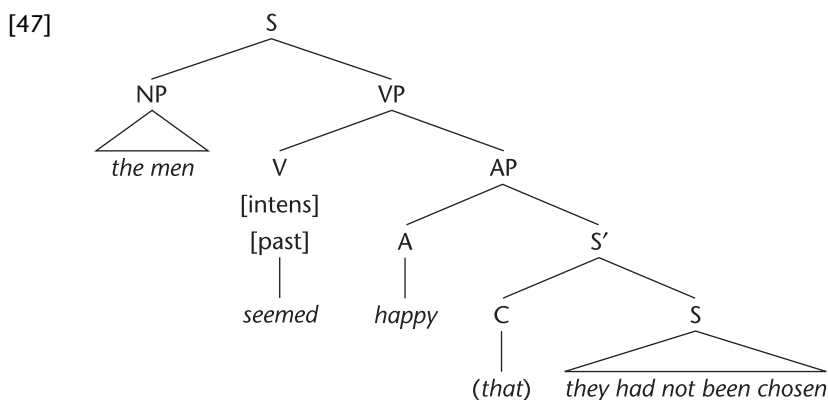 [47] S
NP VP
the men V AP
[intens]
[past] A S′
seemed happy C S
(that) they had not been chosen